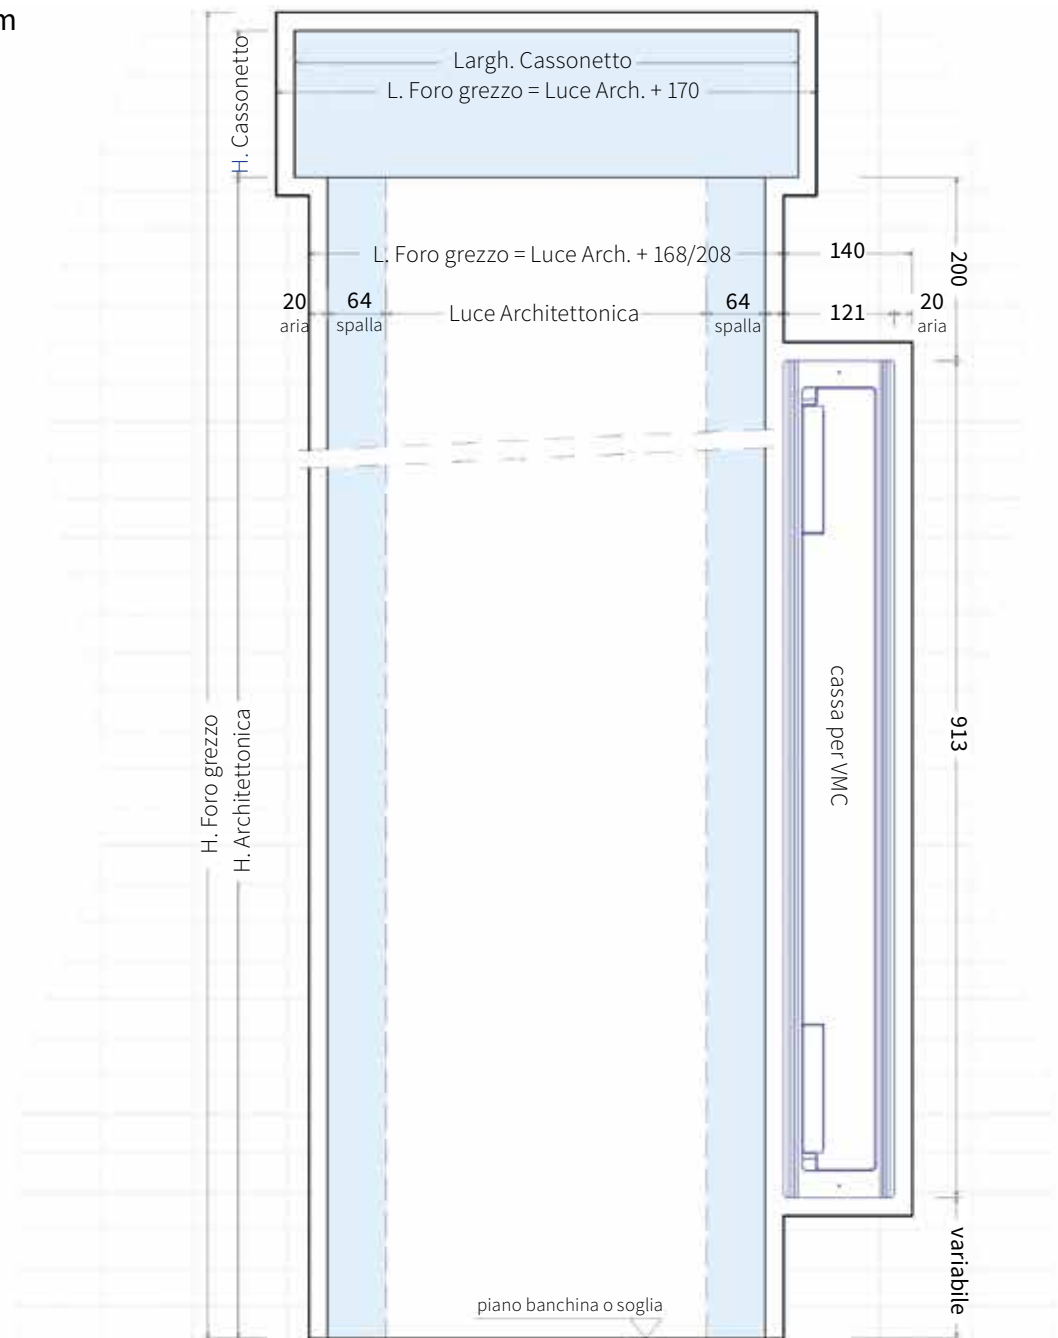 m
H. Cassonetto
Largh. Cassonetto
L. Foro grezzo = Luce Arch. + 170
L. Foro grezzo = Luce Arch. + 168/208
140
200
20
aria
64
spalla
Luce Architettonica
64
spalla
121
20
aria
cassa per VMC
913
H. Foro grezzo
H. Architettonica
variabile
piano banchina o soglia